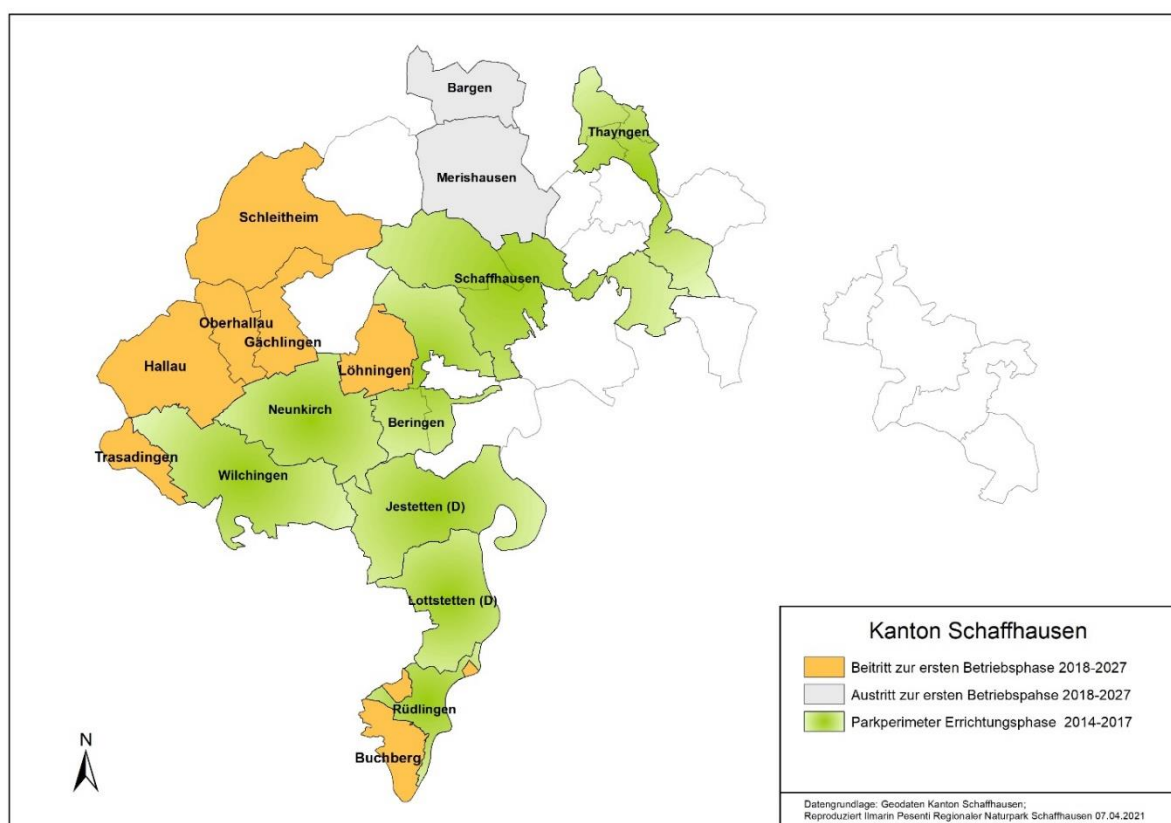 Bargen
Thayngen
Merishausen
Schleitheim
Schaffhausen
Oberhallau
Gächlingen
Hallau
Löhningen
Neunkirch
Beringen
Trasadingen
Wilchingen
Jestetten (D)
Lottstetten (D)
Rüdlingen
Buchberg
N
Kanton Schaffhausen
Beitritt zur ersten Betriebsphase 2018-2027
Austritt zur ersten Betriebspahse 2018-2027
Parkperimeter Errichtungsphase 2014-2017
Datengrundlage: Geodaten Kanton Schaffhausen;
Reproduziert Ilmarin Pesenti Regionaler Naturpark Schaffhausen 07.04.2021